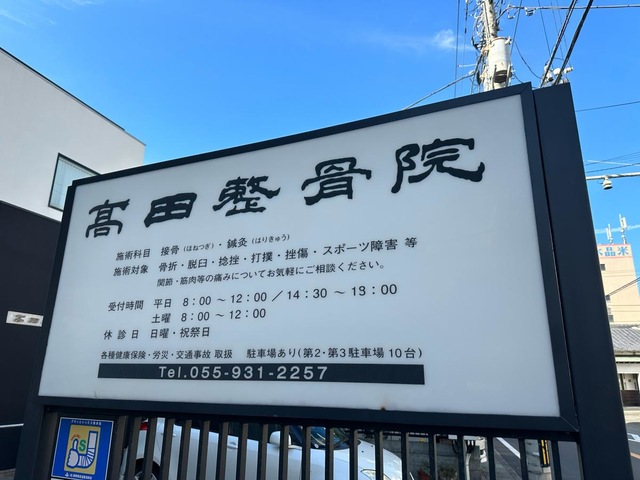 髙田整骨院
施術科目 接骨(ほねつぎ)・鍼灸(はりきゅう)
施術対象 骨折・脱臼・捻挫・打撲・挫傷・スポーツ障害 等
関節・筋肉等の痛みについてお気軽にご相談ください。
受付時間 平日 8:00～12:00/14:30～18:00
土曜 8:00～12:00
休診日 日曜・祝祭日
各種健康保険・労災・交通事故 取扱 駐車場あり(第2・第3駐車場10台)
Tel.055-931-2257
髙田